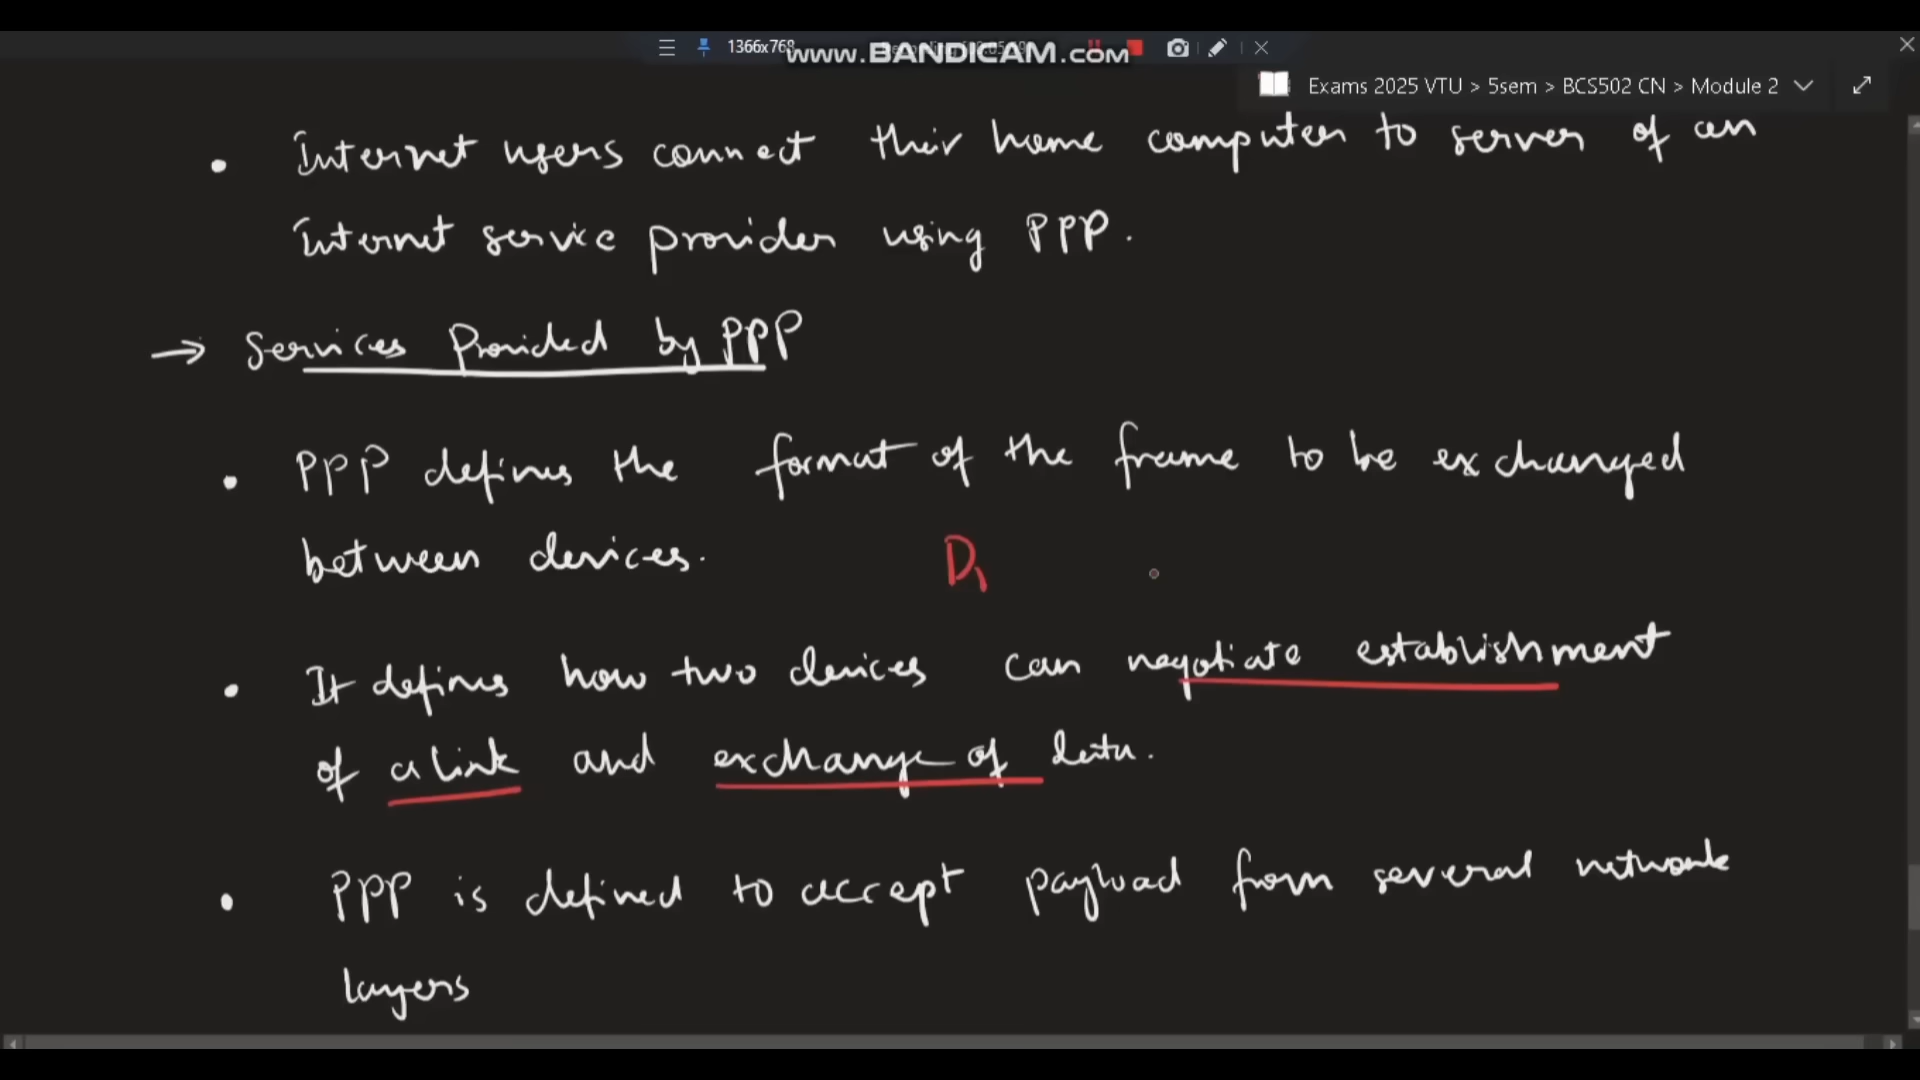 1366x768
www.BANDICAM.com
Exams 2025 VTU > 5sem > BCS502 CN > Module 2
• Internet users connect their home computer to server of an
Internet service provider using PPP.
→ Services Provided by PPP
• PPP defines the format of the frame to be exchanged
between devices.
D1
• It defines how two devices can negotiate establishment
of a link and exchange of data.
• PPP is defined to accept payload from several network
layers